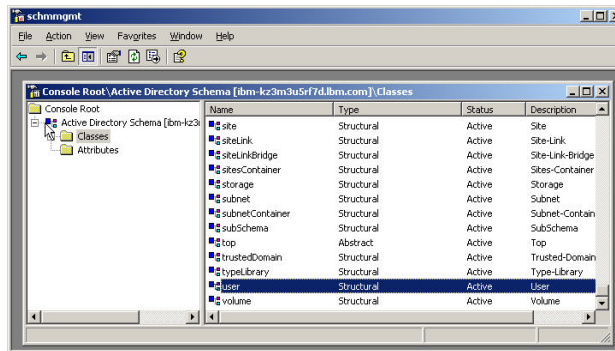 schmmgmt
File Action View Favorites Window Help
Console Root\Active Directory Schema [ibm-kz3m3u5rf7d.lbm.com]\Classes
Console Root
Active Directory Schema [ibm-kz3
Classes
Attributes
Name Type Status Description
site Structural Active Site
siteLink Structural Active Site-Link
siteLinkBridge Structural Active Site-Link-Bridge
sitesContainer Structural Active Sites-Container
storage Structural Active Storage
subnet Structural Active Subnet
subnetContainer Structural Active Subnet-Contain
subSchema Structural Active SubSchema
top Abstract Active Top
trustedDomain Structural Active Trusted-Domain
typeLibrary Structural Active Type-Library
user Structural Active User
volume Structural Active Volume